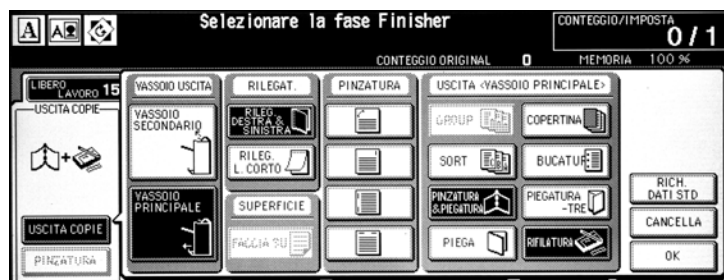 A A
Selezionare la fase Finisher
CONTEGGIO/IMPOSTA
0/1
CONTEGGIO ORIGINAL 0 MEMORIA 100 %
LIBERO
LAVORO 15
USCITA COPIE
USCITA COPIE
PINZATURA
VASSOIO USCITA
VASSOIO
SECONDARIO
VASSOIO
PRINCIPALE
RILEGAT.
RILEG.
DESTRA &
SINISTRA
RILEG.
L. CORTO
SUPERFICIE
FACCIA SU
PINZATURA
USCITA <VASSOIO PRINCIPALE>
GROUP
COPERTINA
SORT
BUCATUR
PINZATURA
&PIEGATURA
PIEGATURA
-TRE
PIEGA
RIFILATURA
RICH.
DATI STD
CANCELLA
OK